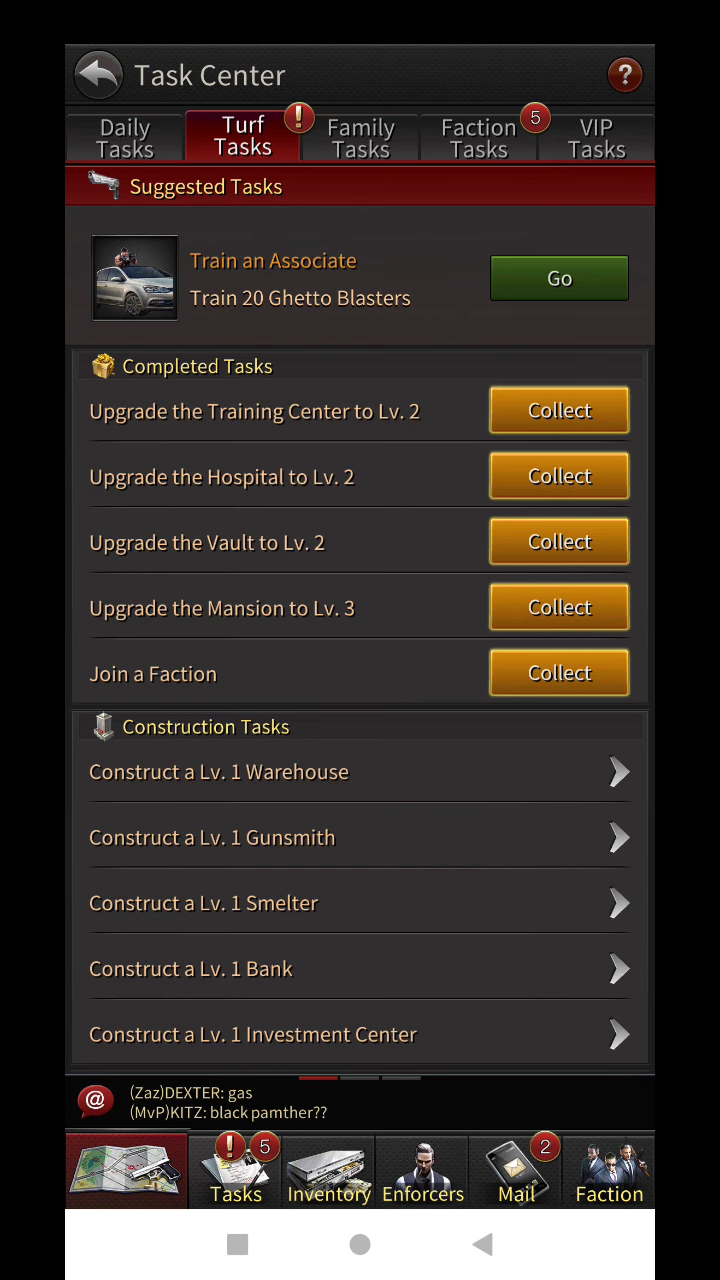 Task Center
?
Daily
Tasks
Turf
Tasks
!
Family
Tasks
Faction
Tasks
5
VIP
Tasks
Suggested Tasks
Train an Associate
Train 20 Ghetto Blasters
Go
Completed Tasks
Upgrade the Training Center to Lv. 2
Collect
Upgrade the Hospital to Lv. 2
Collect
Upgrade the Vault to Lv. 2
Collect
Upgrade the Mansion to Lv. 3
Collect
Join a Faction
Collect
Construction Tasks
Construct a Lv. 1 Warehouse
Construct a Lv. 1 Gunsmith
Construct a Lv. 1 Smelter
Construct a Lv. 1 Bank
Construct a Lv. 1 Investment Center
@
(Zaz)DEXTER: gas
(MvP)KITZ: black pamther??
! 5
2
Tasks
Inventory
Enforcers
Mail
Faction